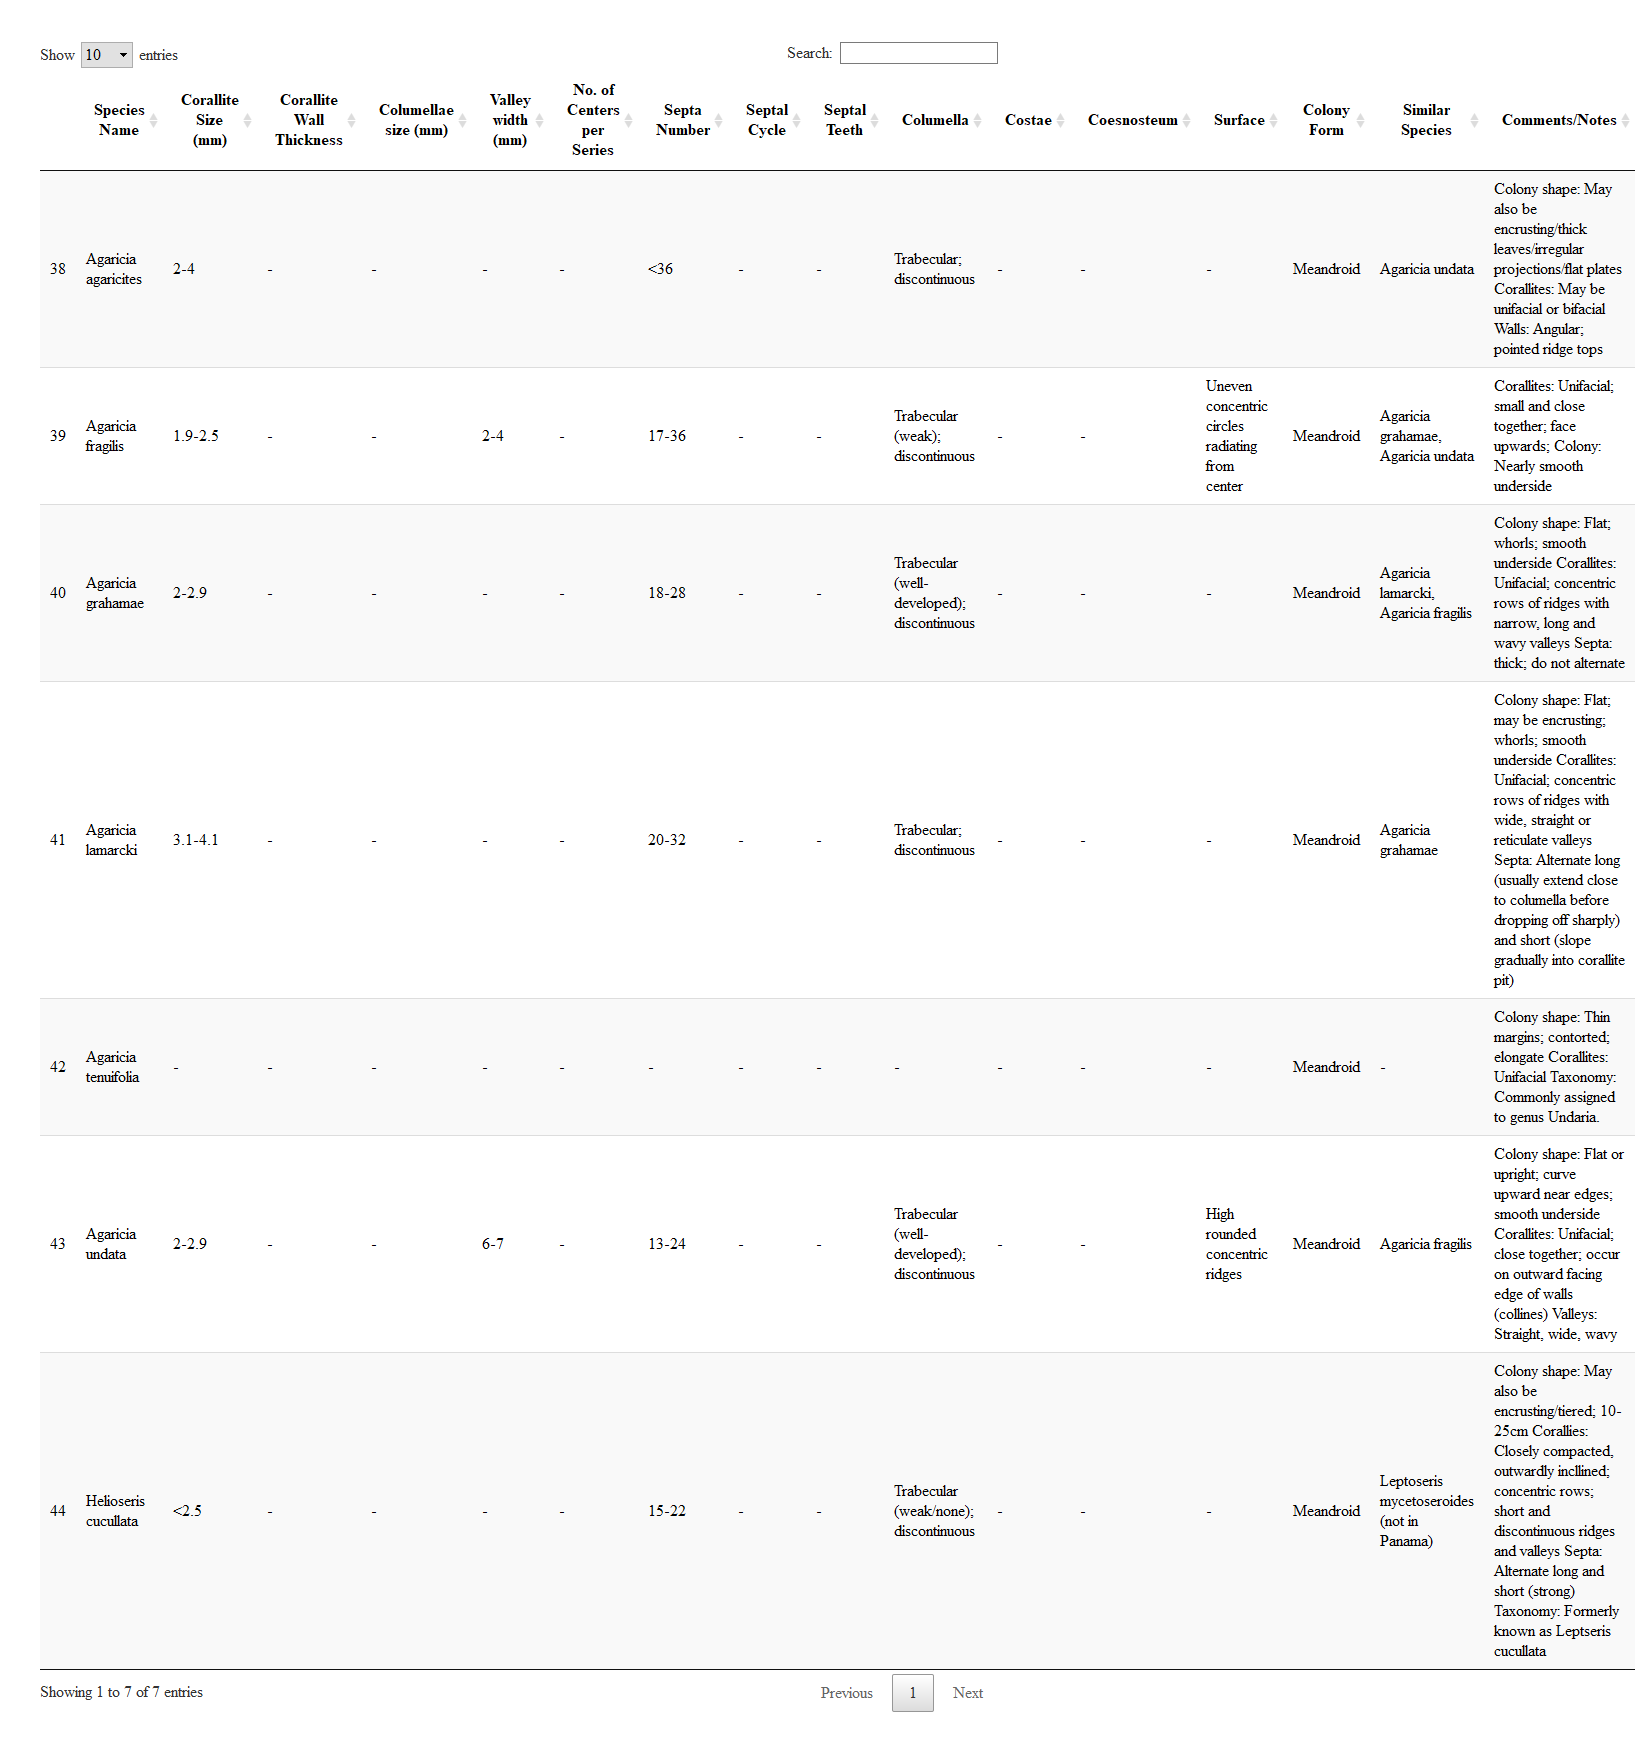 Show 10 entries Search:
Species Name Corallite Size (mm) Corallite Wall Thickness Columellae size (mm) Valley width (mm) No. of Centers per Series Septa Number Septal Cycle Septal Teeth Columella Costae Coesnosteum Surface Colony Form Similar Species Comments/Notes
38 Agaricia agaricites 2-4 - - - - <36 - - Trabecular; discontinuous - - - Meandroid Agaricia undata Colony shape: May also be encrusting/thick leaves/irregular projections/flat plates Corallites: May be unifacial or bifacial Walls: Angular; pointed ridge tops
39 Agaricia fragilis 1.9-2.5 - - 2-4 - 17-36 - - Trabecular (weak); discontinuous - - Uneven concentric circles radiating from center Meandroid Agaricia grahamae, Agaricia undata Corallites: Unifacial; small and close together; face upwards; Colony: Nearly smooth underside
40 Agaricia grahamae 2-2.9 - - - - 18-28 - - Trabecular (well-developed); discontinuous - - - Meandroid Agaricia lamarcki, Agaricia fragilis Colony shape: Flat; whorls; smooth underside Corallites: Unifacial; concentric rows of ridges with narrow, long and wavy valleys Septa: thick; do not alternate
41 Agaricia lamarcki 3.1-4.1 - - - - 20-32 - - Trabecular; discontinuous - - - Meandroid Agaricia grahamae Colony shape: Flat; may be encrusting; whorls; smooth underside Corallites: Unifacial; concentric rows of ridges with wide, straight or reticulate valleys Septa: Alternate long (usually extend close to columella before dropping off sharply) and short (slope gradually into corallite pit)
42 Agaricia tenuifolia - - - - - - - - - - - - Meandroid - Colony shape: Thin margins; contorted; elongate Corallites: Unifacial Taxonomy: Commonly assigned to genus Undaria.
43 Agaricia undata 2-2.9 - - 6-7 - 13-24 - - Trabecular (well-developed); discontinuous - - High rounded concentric ridges Meandroid Agaricia fragilis Colony shape: Flat or upright; curve upward near edges; smooth underside Corallites: Unifacial; close together; occur on outward facing edge of walls (collines) Valleys: Straight, wide, wavy
44 Helioseris cucullata <2.5 - - - - 15-22 - - Trabecular (weak/none); discontinuous - - - Meandroid Leptoseris mycetoseroides (not in Panama) Colony shape: May also be encrusting/tiered; 10-25cm Corallies: Closely compacted, outwardly incllined; concentric rows; short and discontinuous ridges and valleys Septa: Alternate long and short (strong) Taxonomy: Formerly known as Leptseris cucullata
Showing 1 to 7 of 7 entries Previous 1 Next